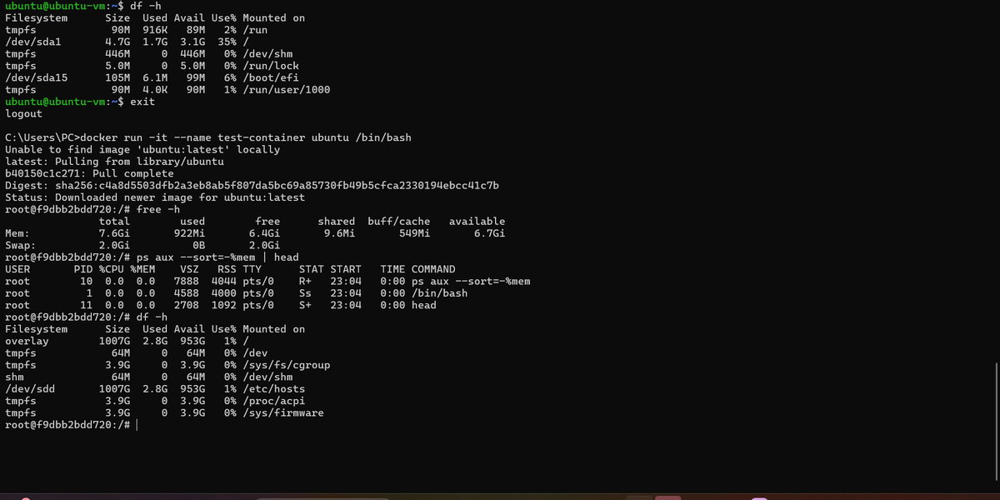 ubuntu@ubuntu-vm:~$ df -h
Filesystem      Size  Used Avail Use% Mounted on
tmpfs            90M  916K   89M   2% /run
/dev/sda1       4.7G  1.7G  3.1G  35% /
tmpfs           446M     0  446M   0% /dev/shm
tmpfs           5.0M     0  5.0M   0% /run/lock
/dev/sda15      105M  6.1M   99M   6% /boot/efi
tmpfs            90M  4.0K   90M   1% /run/user/1000
ubuntu@ubuntu-vm:~$ exit
logout
C:\Users\PC>docker run -it --name test-container ubuntu /bin/bash
Unable to find image 'ubuntu:latest' locally
latest: Pulling from library/ubuntu
b40150c1c271: Pull complete
Digest: sha256:c4a8d5503dfb2a3eb8ab5f807da5bc69a85730fb49b5cfca2330194ebcc41c7b
Status: Downloaded newer image for ubuntu:latest
root@f9dbb2bdd720:/# free -h
               total        used        free      shared  buff/cache   available
Mem:           7.6Gi       922Mi       6.4Gi       9.6Mi       549Mi       6.7Gi
Swap:          2.0Gi          0B       2.0Gi
root@f9dbb2bdd720:/# ps aux --sort=-%mem | head
USER       PID %CPU %MEM    VSZ   RSS TTY      STAT START   TIME COMMAND
root        10  0.0  0.0   7888  4044 pts/0    R+   23:04   0:00 ps aux --sort=-%mem
root         1  0.0  0.0   4588  4000 pts/0    Ss   23:04   0:00 /bin/bash
root        11  0.0  0.0   2708  1092 pts/0    S+   23:04   0:00 head
root@f9dbb2bdd720:/# df -h
Filesystem      Size  Used Avail Use% Mounted on
overlay        1007G  2.8G  953G   1% /
tmpfs            64M     0   64M   0% /dev
tmpfs           3.9G     0  3.9G   0% /sys/fs/cgroup
shm              64M     0   64M   0% /dev/shm
/dev/sdd       1007G  2.8G  953G   1% /etc/hosts
tmpfs           3.9G     0  3.9G   0% /proc/acpi
tmpfs           3.9G     0  3.9G   0% /sys/firmware
root@f9dbb2bdd720:/#